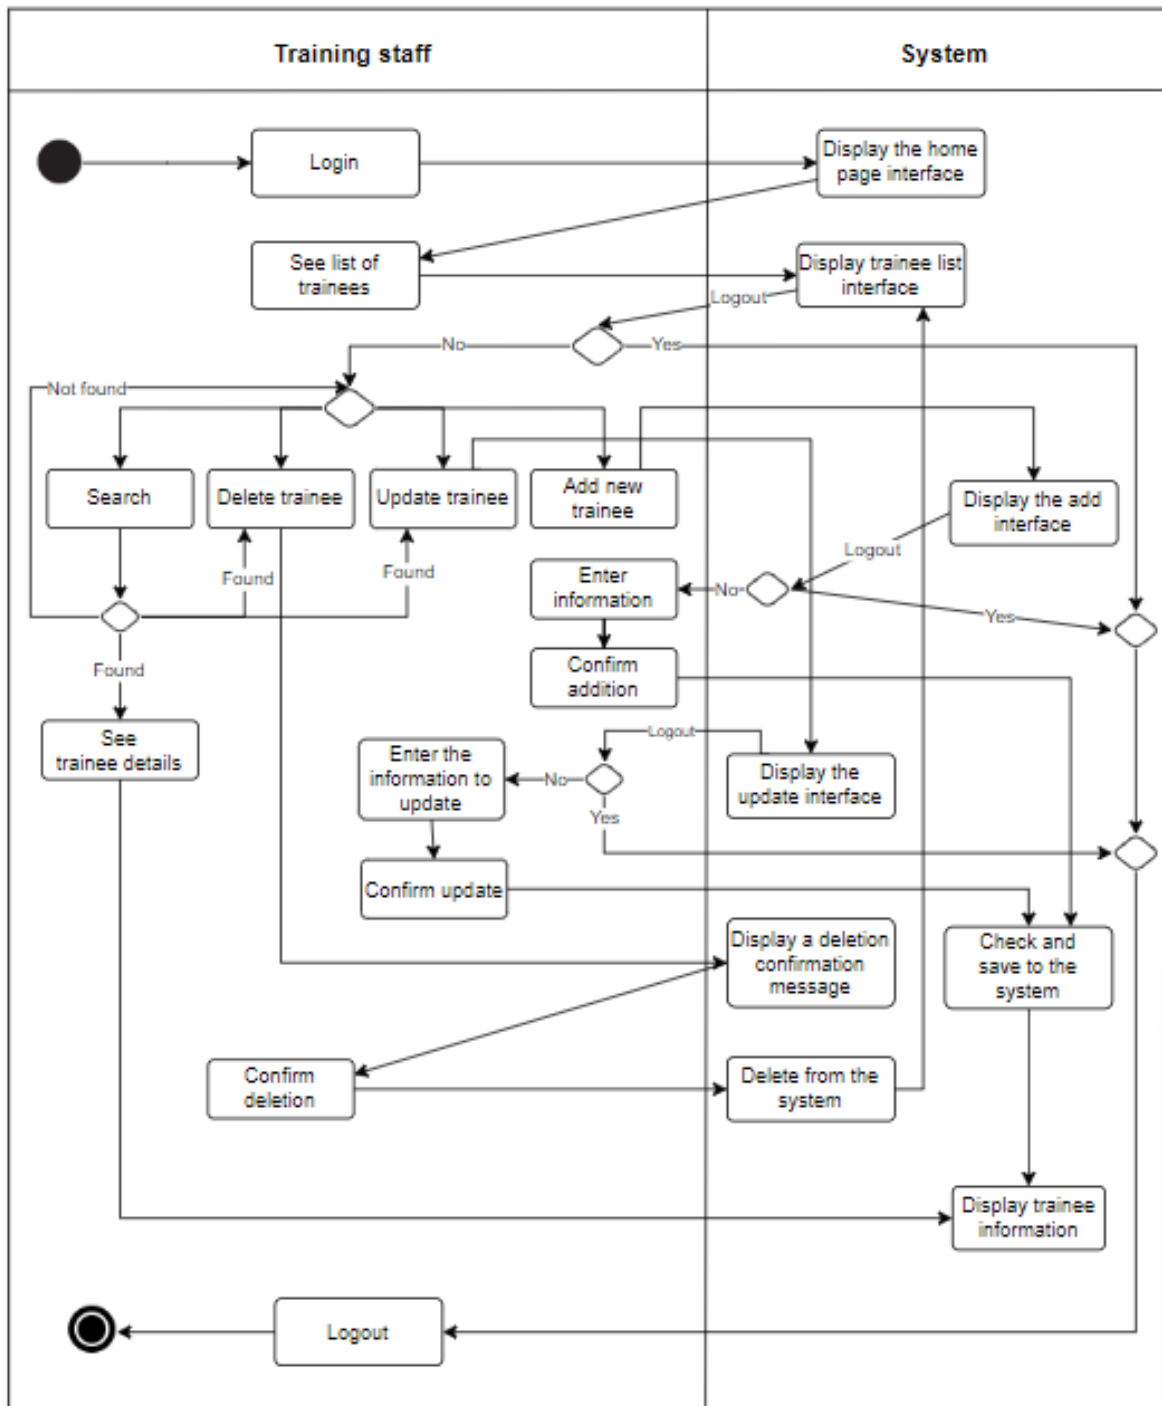 Training staff
System
Login
Display the home
page interface
See list of
trainees
Display trainee list
interface
Logout
No
Yes
Not found
Search
Delete trainee
Update trainee
Add new
trainee
Display the add
interface
Logout
Found
Found
Enter
information
No
Yes
Found
Confirm
addition
See
trainee details
Logout
Enter the
information to
update
No
Yes
Display the
update interface
Confirm update
Display a deletion
confirmation
message
Check and
save to the
system
Confirm
deletion
Delete from the
system
Display trainee
information
Logout